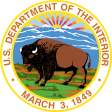 U.S. DEPARTMENT OF THE INTERIOR
MARCH 3, 1849